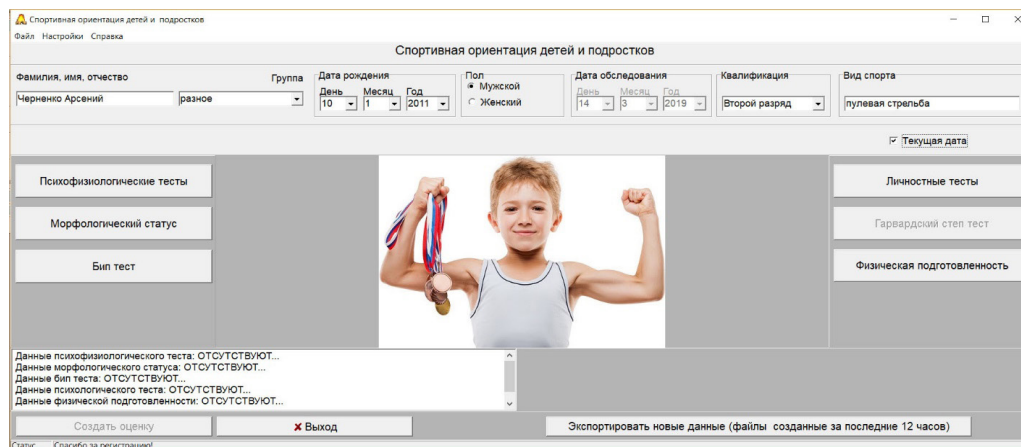 Спортивная ориентация детей и подростков
Файл Настройки Справка
Спортивная ориентация детей и подростков
Фамилия, имя, отчество Группа Дата рождения Пол Дата обследования Квалификация Вид спорта
День Месяц Год Мужской День Месяц Год
Черненко Арсений разное 10 1 2011 Женский 14 3 2019 Второй разряд пулевая стрельба
Текущая дата
Психофизиологические тесты Личностные тесты
Морфологический статус Гарвардский степ тест
Бип тест Физическая подготовленность
Данные психофизиологического теста: ОТСУТСТВУЮТ...
Данные морфологического статуса: ОТСУТСТВУЮТ...
Данные бип теста: ОТСУТСТВУЮТ...
Данные психологического теста: ОТСУТСТВУЮТ...
Данные физической подготовленности: ОТСУТСТВУЮТ...
Создать оценку Выход Экспортировать новые данные (файлы созданные за последние 12 часов)
Статус Спасибо за регистрацию!